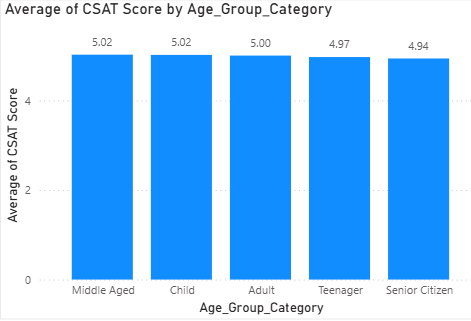 Average of CSAT Score by Age_Group_Category
5.02 5.02 5.00 4.97 4.94
4
2
0
Average of CSAT Score
Middle Aged Child Adult Teenager Senior Citizen
Age_Group_Category